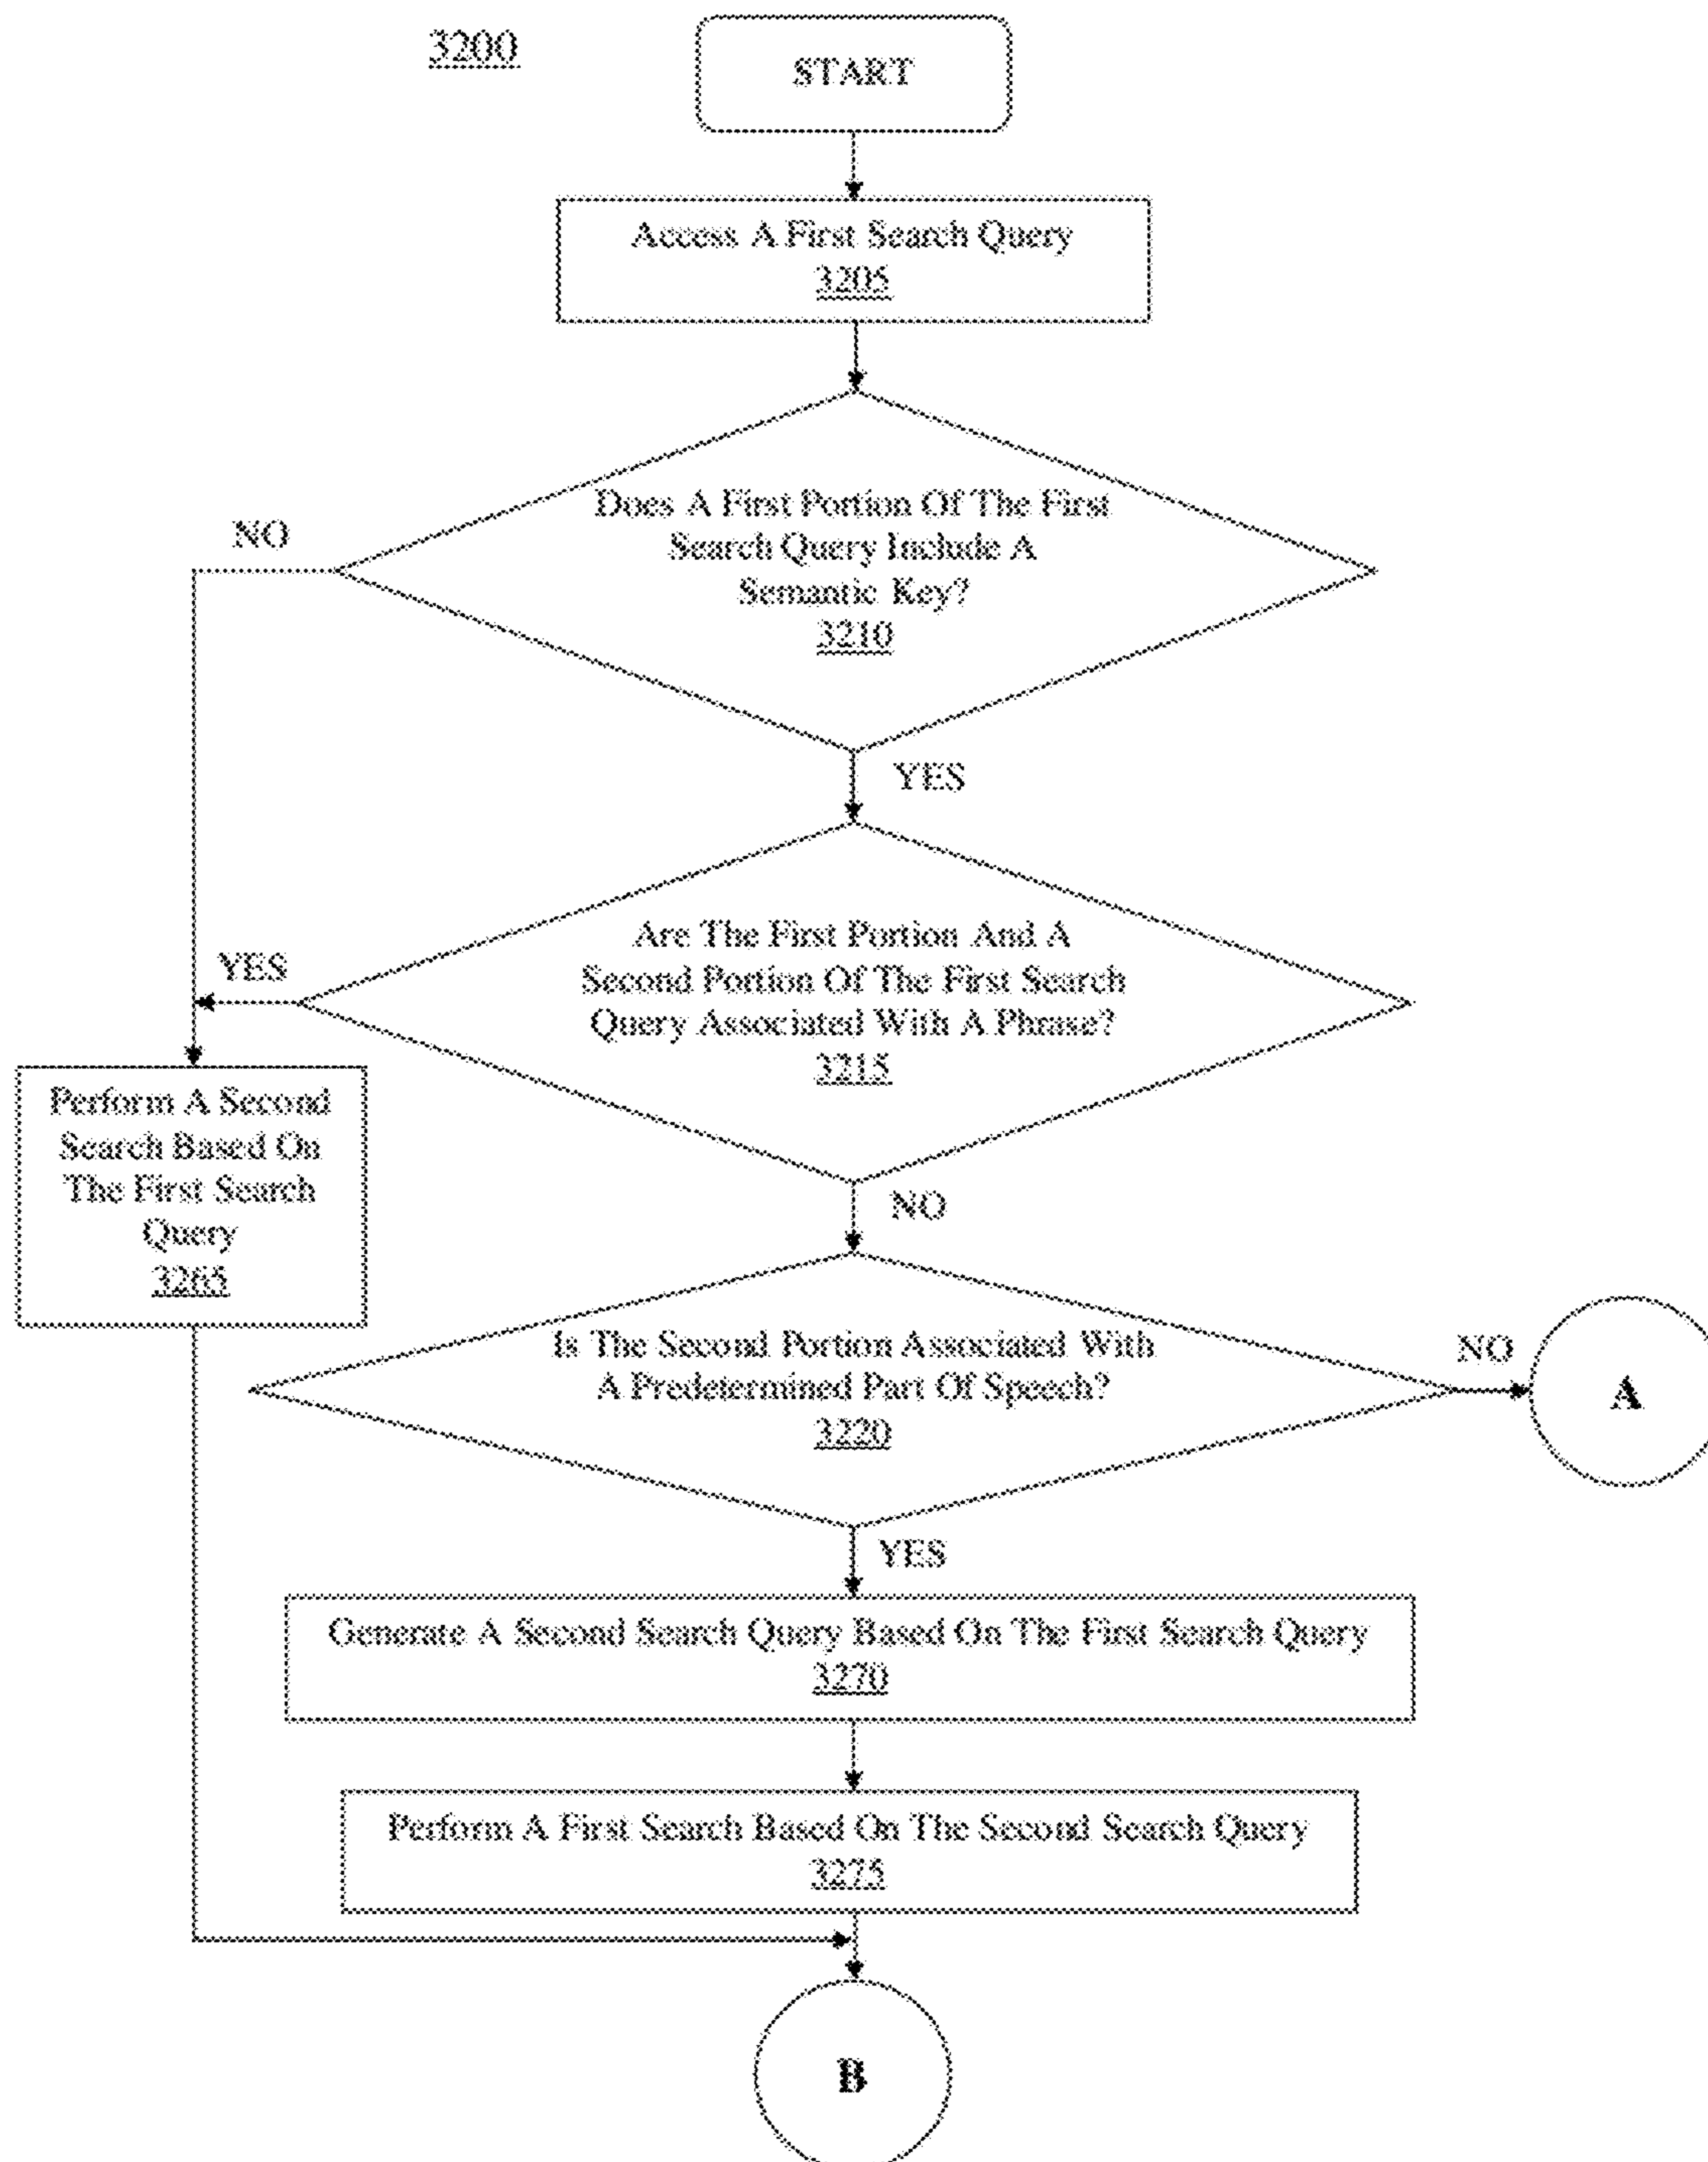 3200
START
Access A First Search Query
3205
Does A First Portion Of The First
Search Query Include A
Semantic Key?
3210
NO
YES
Are The First Portion And A
Second Portion Of The First Search
Query Associated With A Phrase?
3215
YES
NO
Perform A Second
Search Based On
The First Search
Query
3265
Is The Second Portion Associated With
A Predetermined Part Of Speech?
3220
NO
A
YES
Generate A Second Search Query Based On The First Search Query
3270
Perform A First Search Based On The Second Search Query
3275
B